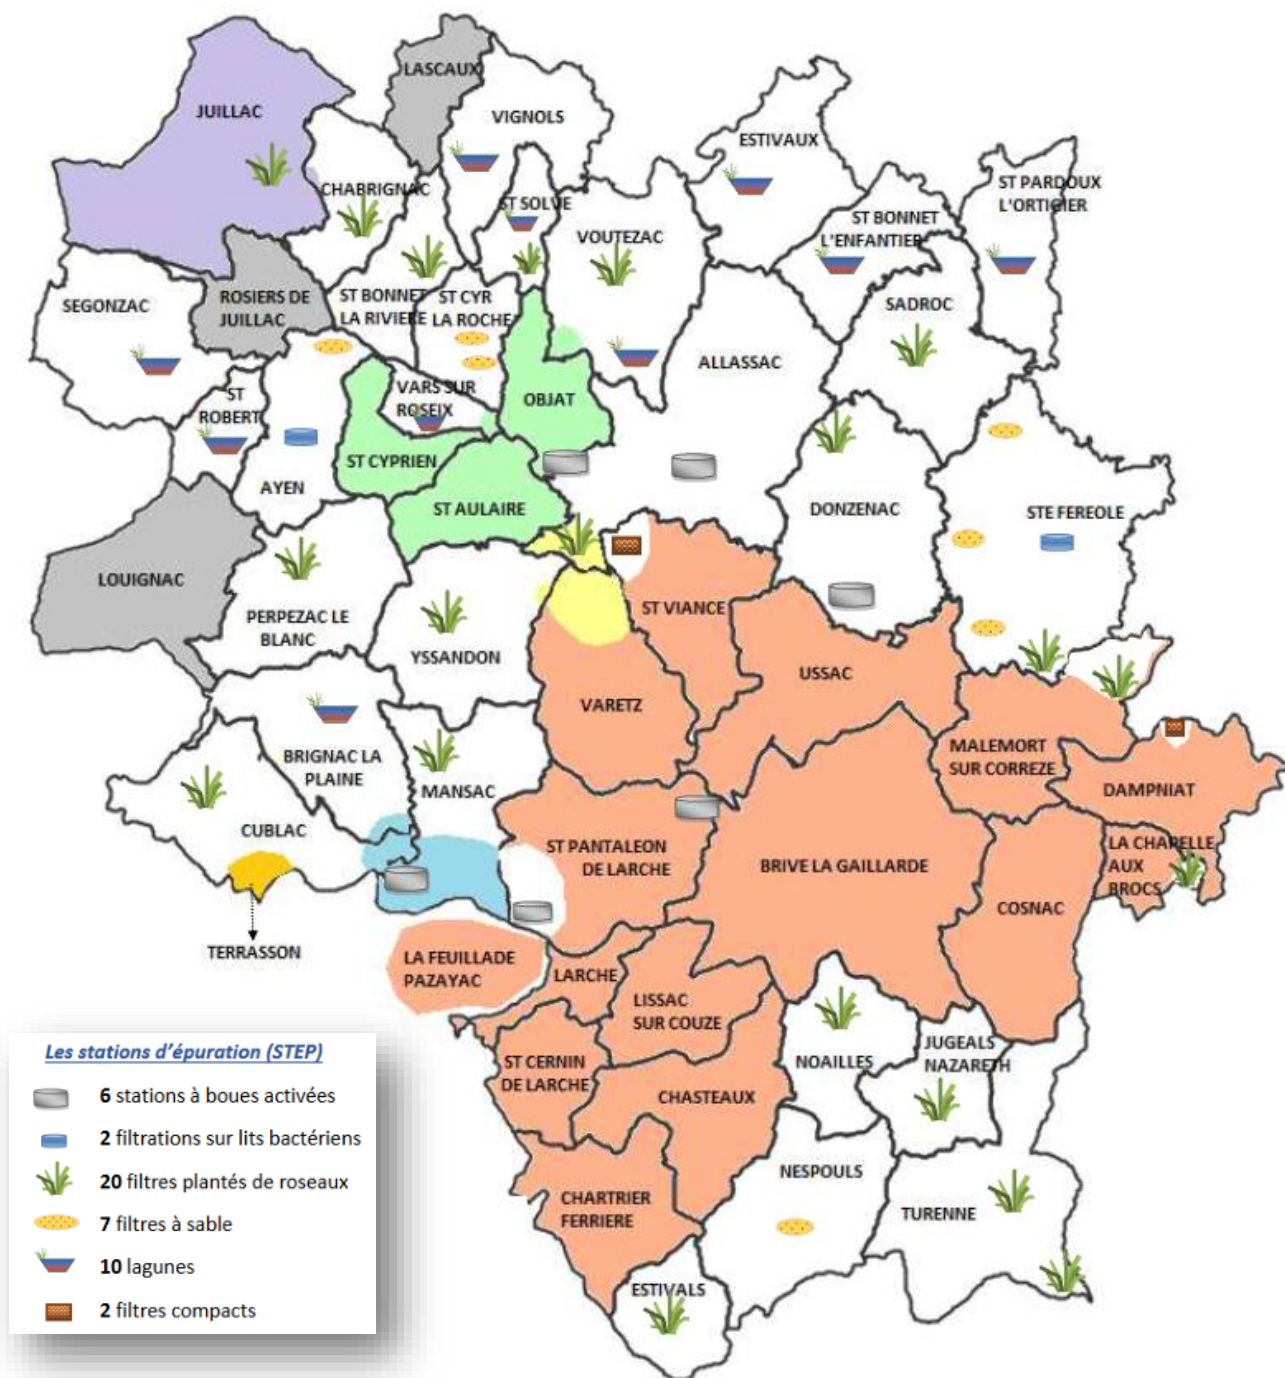 LASCAUX
JUILLAC
VIGNOLS
ESTIVAUX
CHABRIGNAC
ST SOLVE
ST PARDOUX
L'ORTIGIER
ST BONNET
L'ENFANTIER
VOUTEZAC
SEGONZAC
ROSIERS DE
JUILLAC
ST BONNET
LA RIVIERE
ST CYR
LA ROCHE
SADROC
ALLASSAC
ST
ROBERT
VARS SUR
ROSEIX
OBJAT
ST CYPRIEN
AYEN
ST AULAIRE
DONZENAC
STE FEREOLE
LOUIGNAC
PERPEZAC LE
BLANC
YSSANDON
ST VIANCE
USSAC
VARETZ
BRIGNAC LA
PLAINE
MANSAC
MALEMORT
SUR CORREZE
DAMPNIAT
CUBLAC
ST PANTALEON
DE LARCHE
BRIVE LA GAILLARDE
LA CHAPELLE
AUX
BROCS
COSNAC
TERRASSON
LA FEUILLADE
PAZAYAC
LARCHE
LISSAC
SUR COUZE
NOAILLES
JUGEALS
NAZARETH
ST CERNIN
DE LARCHE
CHASTEAUX
NESPOULS
CHARTRIER
FERRIERE
TURENNE
ESTIVALS
Les stations d'épuration (STEP)
6 stations à boues activées
2 filtrations sur lits bactériens
20 filtres plantés de roseaux
7 filtres à sable
10 lagunes
2 filtres compacts